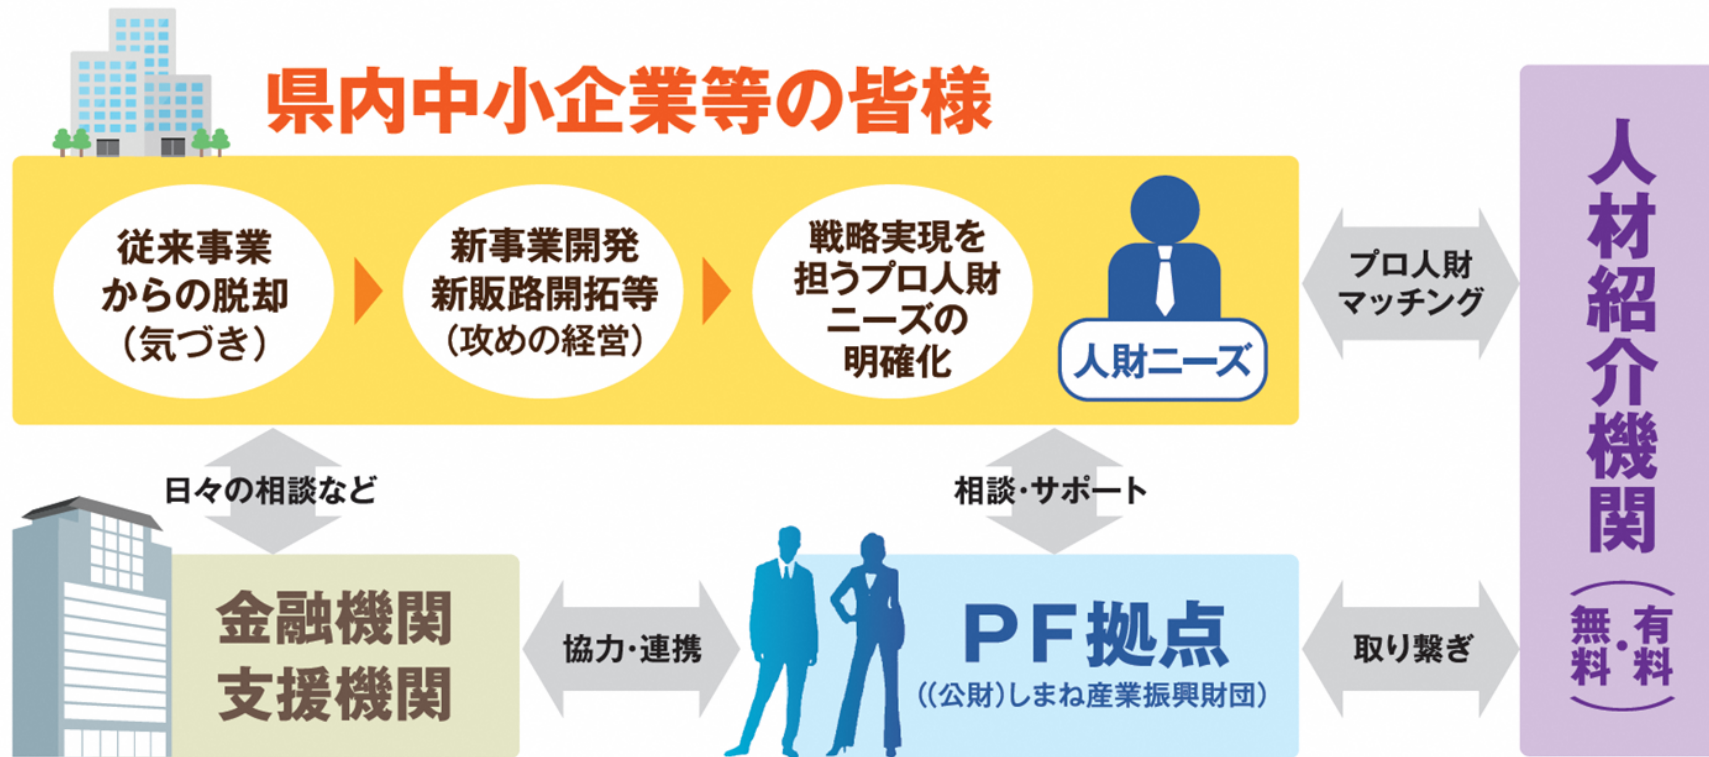 県内中小企業等の皆様
従来事業
からの脱却
（気づき）
新事業開発
新販路開拓等
（攻めの経営）
戦略実現を
担うプロ人財
ニーズの
明確化
人財ニーズ
プロ人財
マッチング
人材紹介機関（有料・無料）
日々の相談など
相談・サポート
金融機関
支援機関
協力・連携
PF拠点
（（公財）しまね産業振興財団）
取り繋ぎ